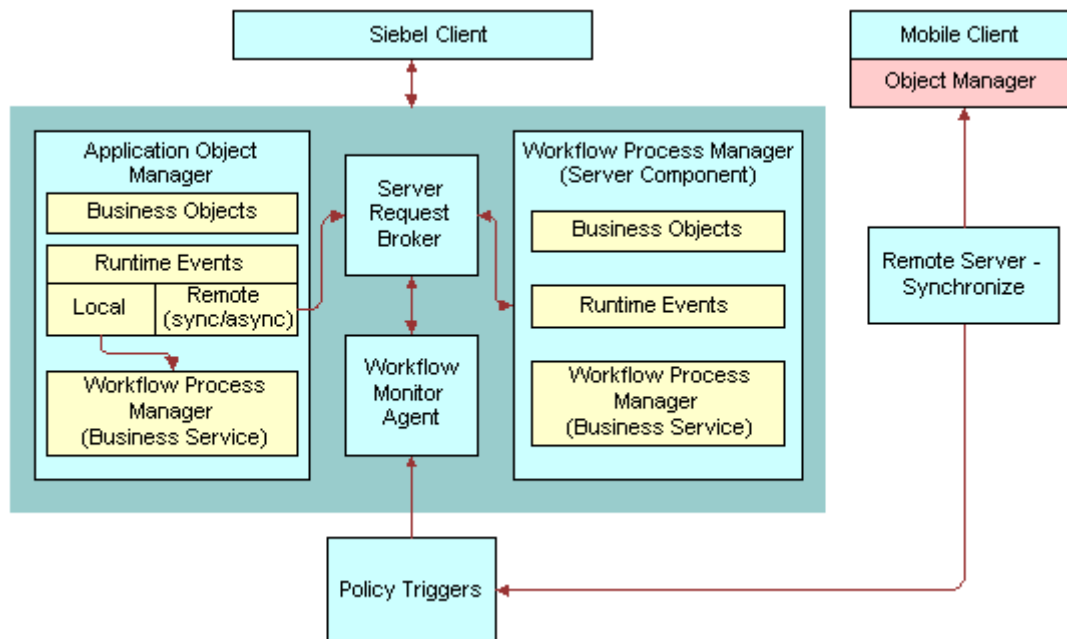 Siebel Client
Mobile Client
Object Manager
Application Object
Manager
Business Objects
Runtime Events
Local
Remote
(sync/async)
Workflow Process
Manager
(Business Service)
Server
Request
Broker
Workflow
Monitor
Agent
Workflow Process Manager
(Server Component)
Business Objects
Runtime Events
Workflow Process
Manager
(Business Service)
Remote Server -
Synchronize
Policy Triggers